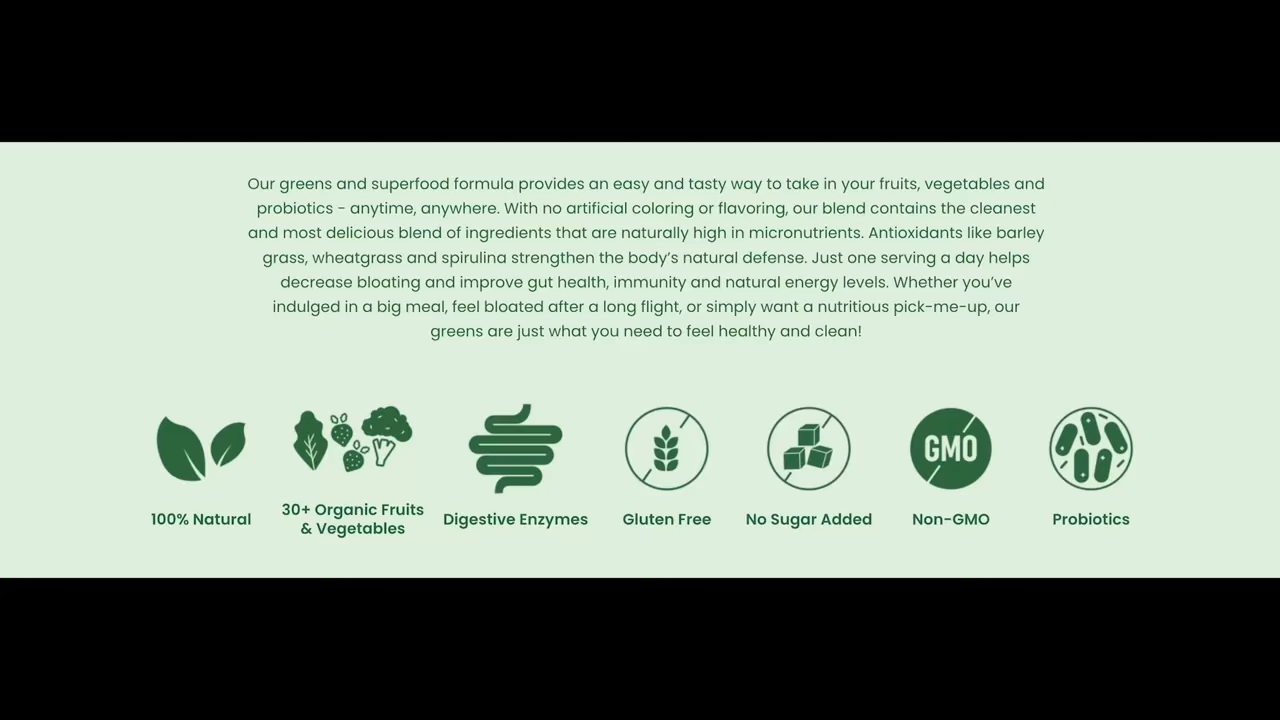 Our greens and superfood formula provides an easy and tasty way to take in your fruits, vegetables and
probiotics - anytime, anywhere. With no artificial coloring or flavoring, our blend contains the cleanest
and most delicious blend of ingredients that are naturally high in micronutrients. Antioxidants like barley
grass, wheatgrass and spirulina strengthen the body’s natural defense. Just one serving a day helps
decrease bloating and improve gut health, immunity and natural energy levels. Whether you’ve
indulged in a big meal, feel bloated after a long flight, or simply want a nutritious pick-me-up, our
greens are just what you need to feel healthy and clean!
GMO
100% Natural
30+ Organic Fruits
& Vegetables
Digestive Enzymes
Gluten Free
No Sugar Added
Non-GMO
Probiotics